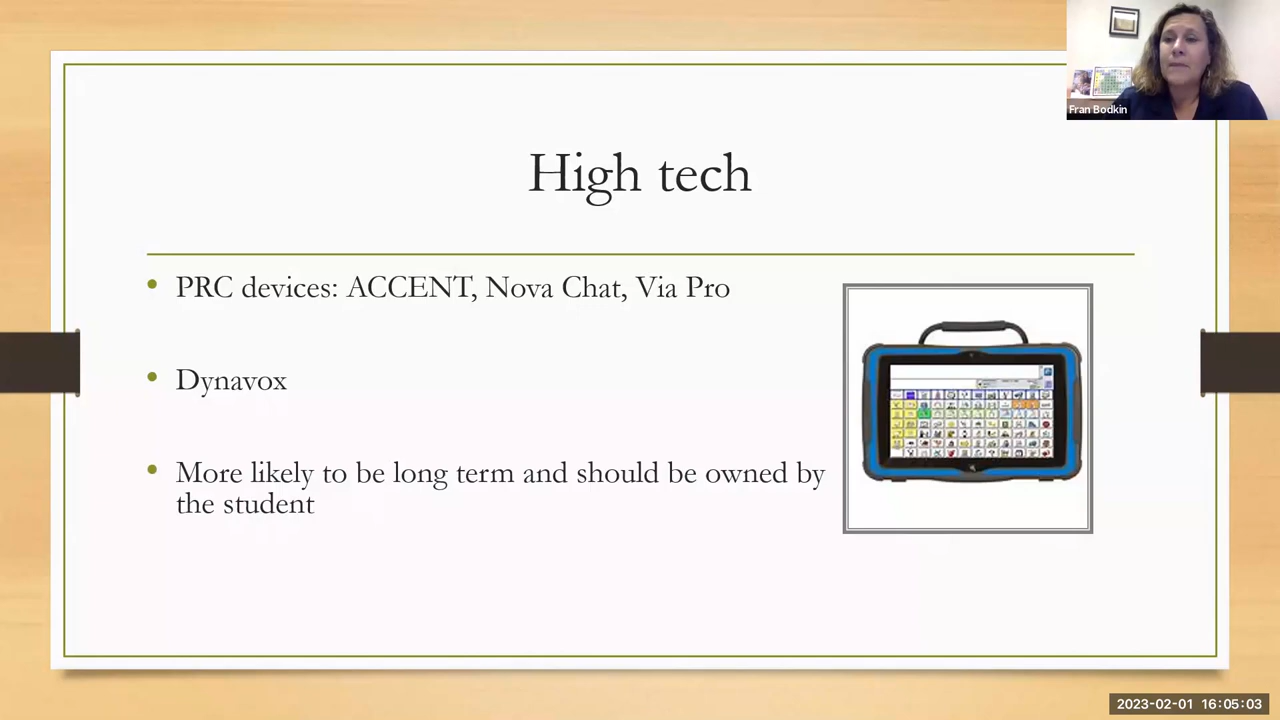 Fran Bodkin
High tech
• PRC devices: ACCENT, Nova Chat, Via Pro
• Dynavox
• More likely to be long term and should be owned by
the student
2023-02-01 16:05:03